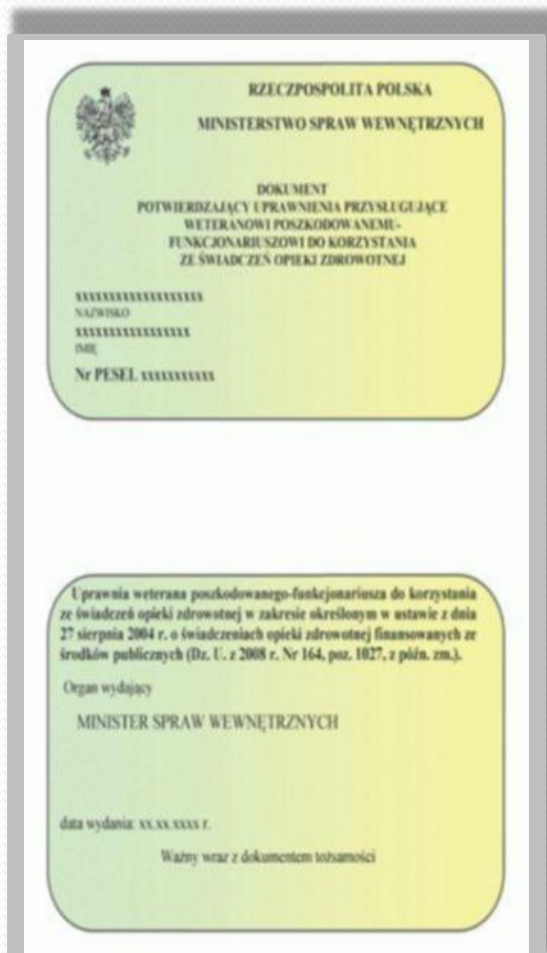 RZECZPOSPOLITA POLSKA
MINISTERSTWO SPRAW WEWNĘTRZNYCH
DOKUMENT
POTWIERDZAJĄCY UPRAWNIENIA PRZYSŁUGUJĄCE
WETERANOWI POSZKODOWANEMU-
FUNKCJONARIUSZOWI DO KORZYSTANIA
ZE ŚWIADCZEŃ OPIEKI ZDROWOTNEJ
xxxxxxxxxxxxxxxxxxx
NAZWISKO
xxxxxxxxxxxxxxxxx
IMIĘ
Nr PESEL xxxxxxxxxxx
Uprawnia weterana poszkodowanego-funkcjonariusza do korzystania
ze świadczeń opieki zdrowotnej w zakresie określonym w ustawie z dnia
27 sierpnia 2004 r. o świadczeniach opieki zdrowotnej finansowanych ze
środków publicznych (Dz. U. z 2008 r. Nr 164, poz. 1027, z późn. zm.).
Organ wydający
MINISTER SPRAW WEWNĘTRZNYCH
data wydania: xx.xx.xxxx r.
Ważny wraz z dokumentem tożsamości